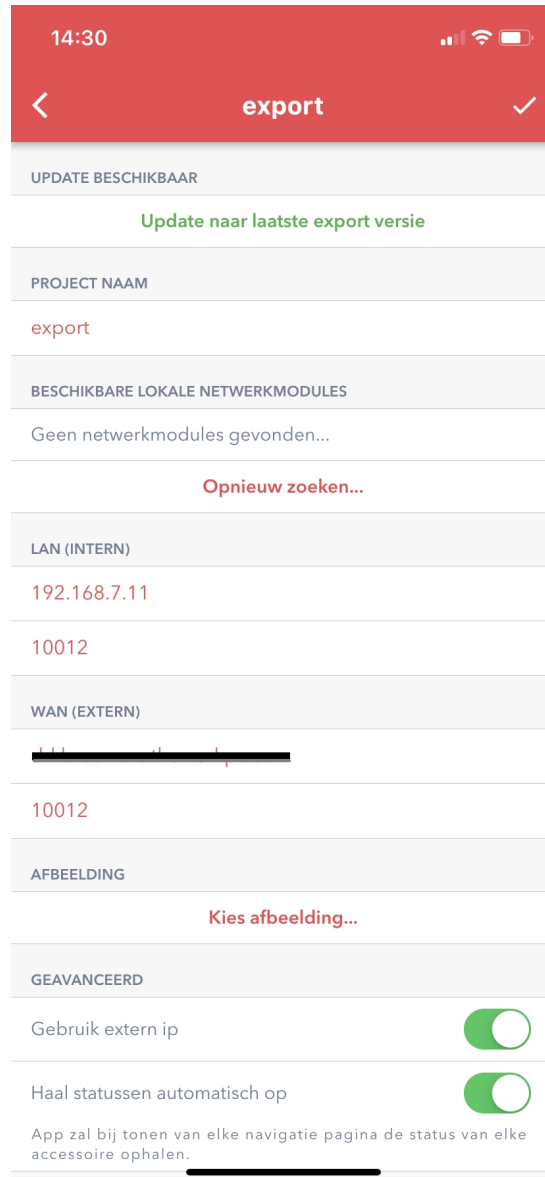 14:30
export
UPDATE BESCHIKBAAR
Update naar laatste export versie
PROJECT NAAM
export
BESCHIKBARE LOKALE NETWERKMODULES
Geen netwerkmodules gevonden...
Opnieuw zoeken...
LAN (INTERN)
192.168.7.11
10012
WAN (EXTERN)
10012
AFBEELDING
Kies afbeelding...
GEAVANCEERD
Gebruik extern ip
Haal statussen automatisch op
App zal bij tonen van elke navigatie pagina de status van elke
accessoire ophalen.